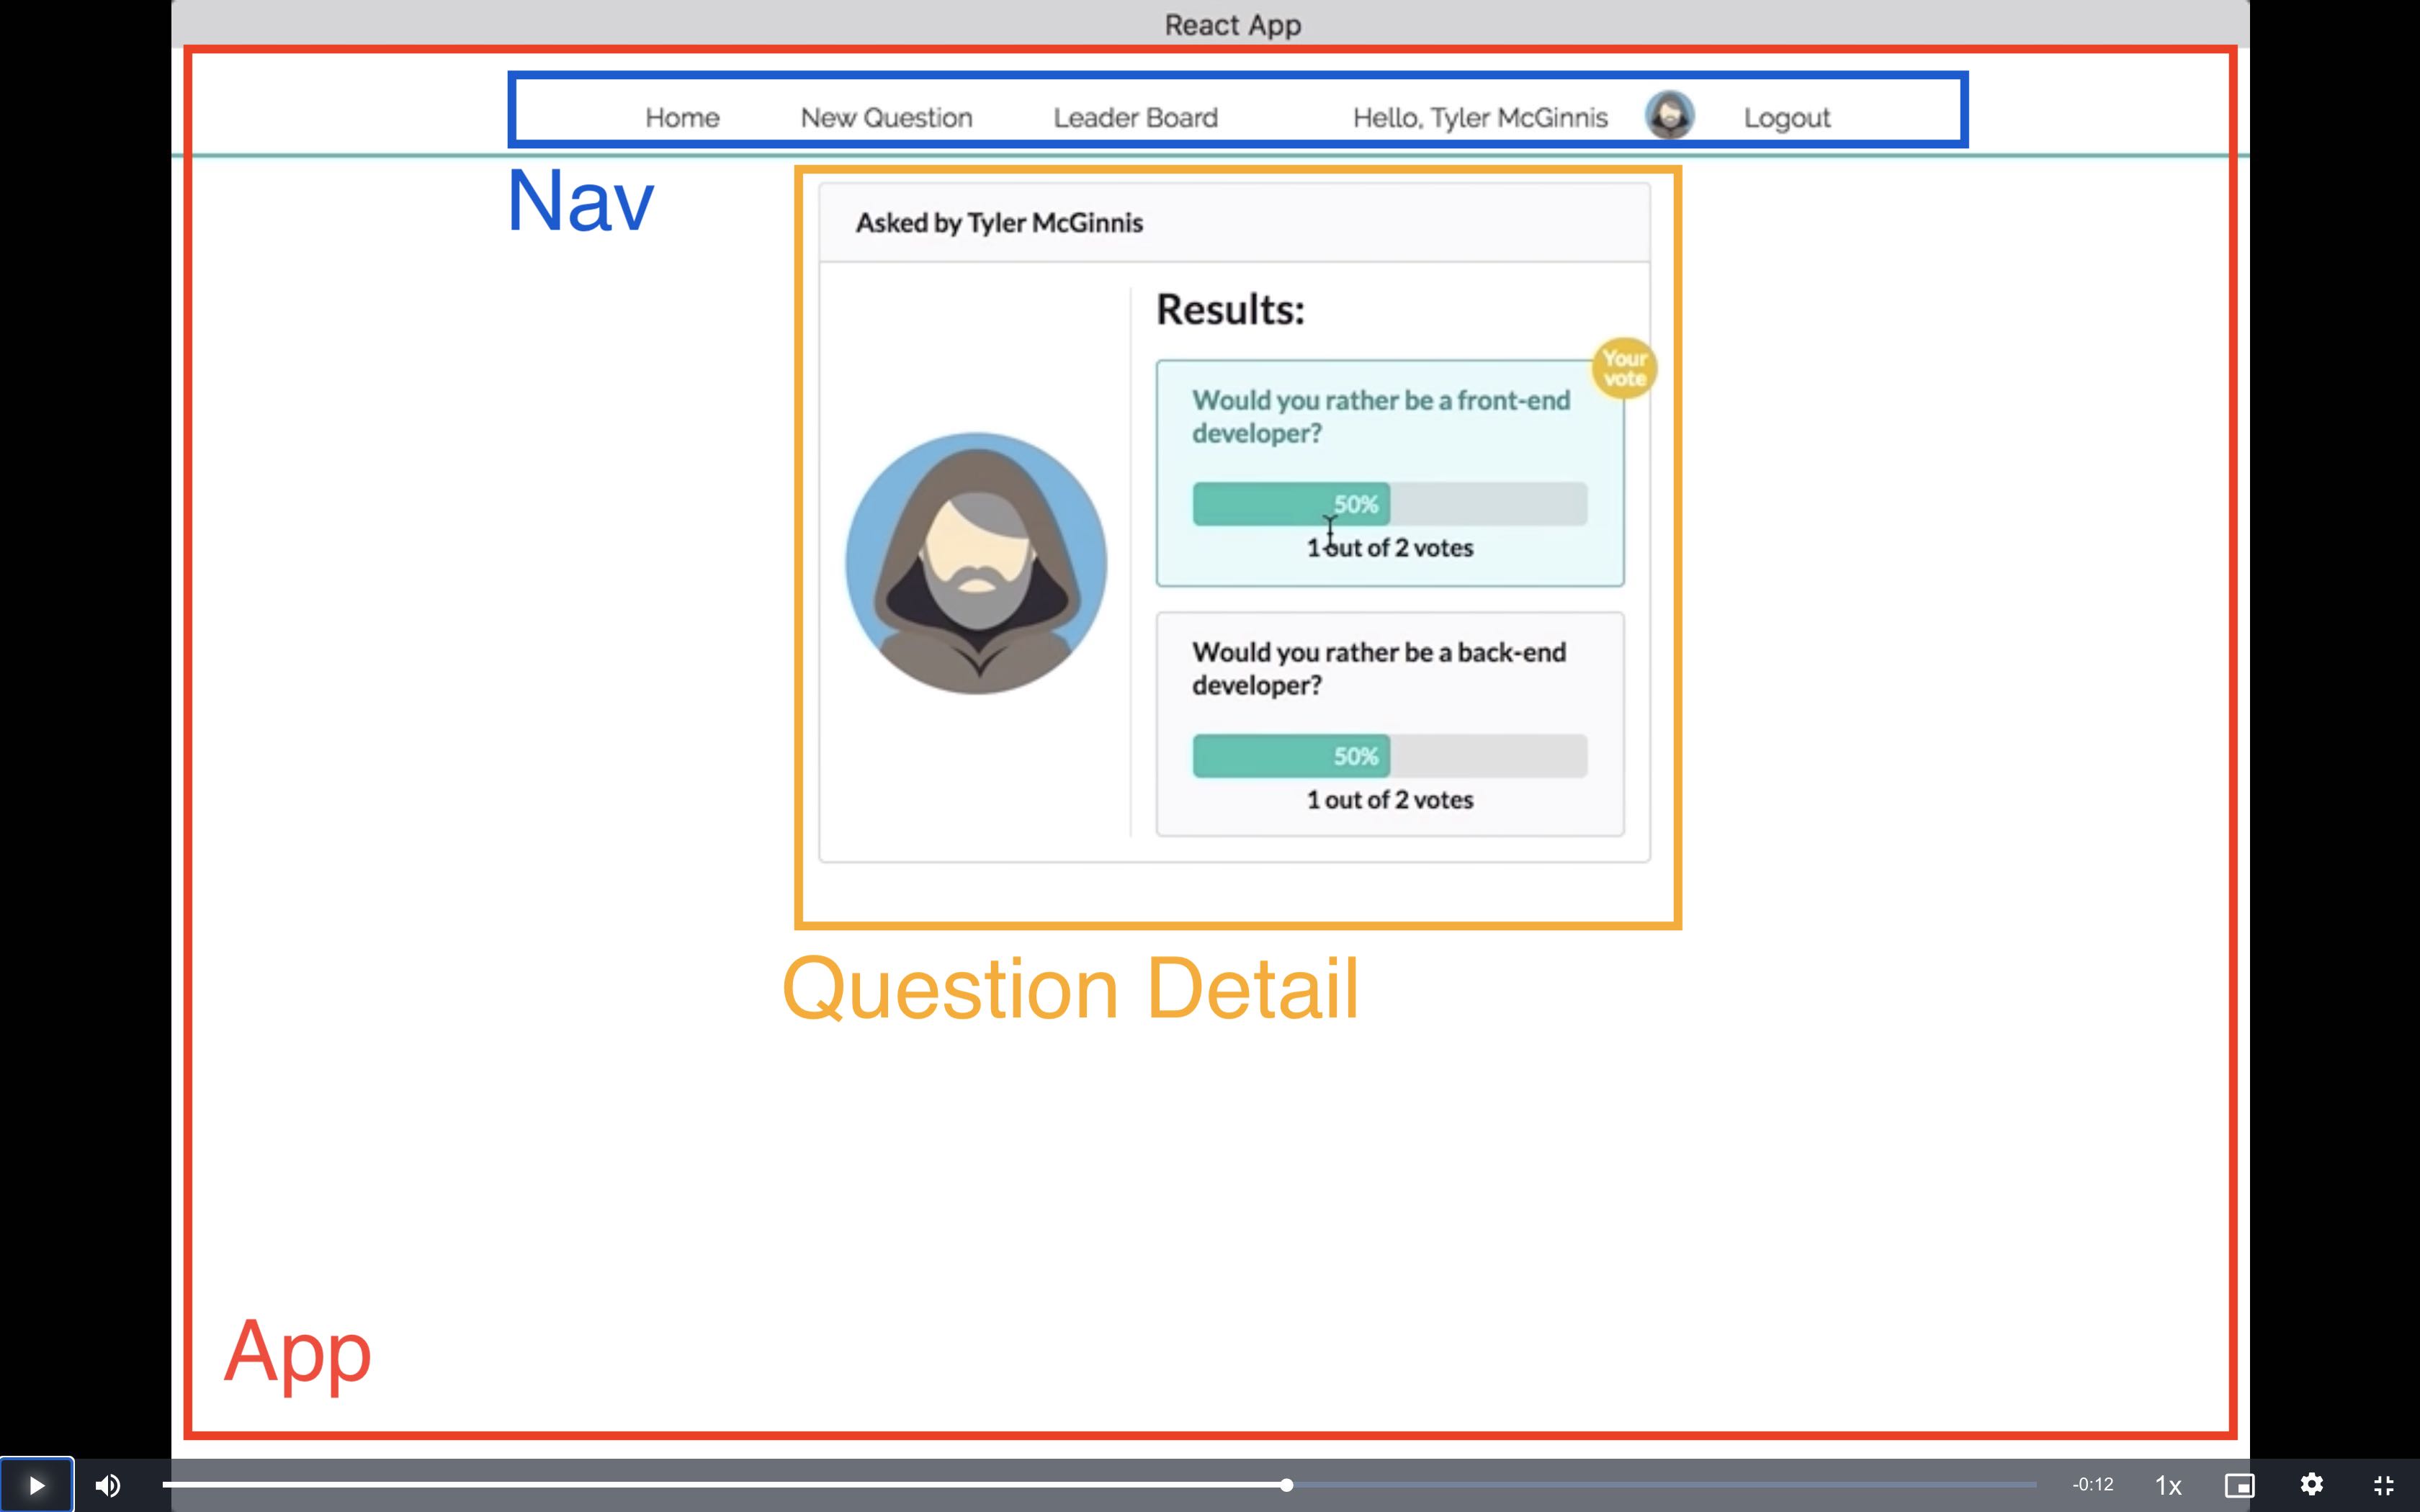 React App
Home New Question Leader Board Hello, Tyler McGinnis Logout
Nav
Asked by Tyler McGinnis
Results:
Your
vote
Would you rather be a front-end
developer?
50%
1 out of 2 votes
Would you rather be a back-end
developer?
50%
1 out of 2 votes
Question Detail
App
-0:12 1x